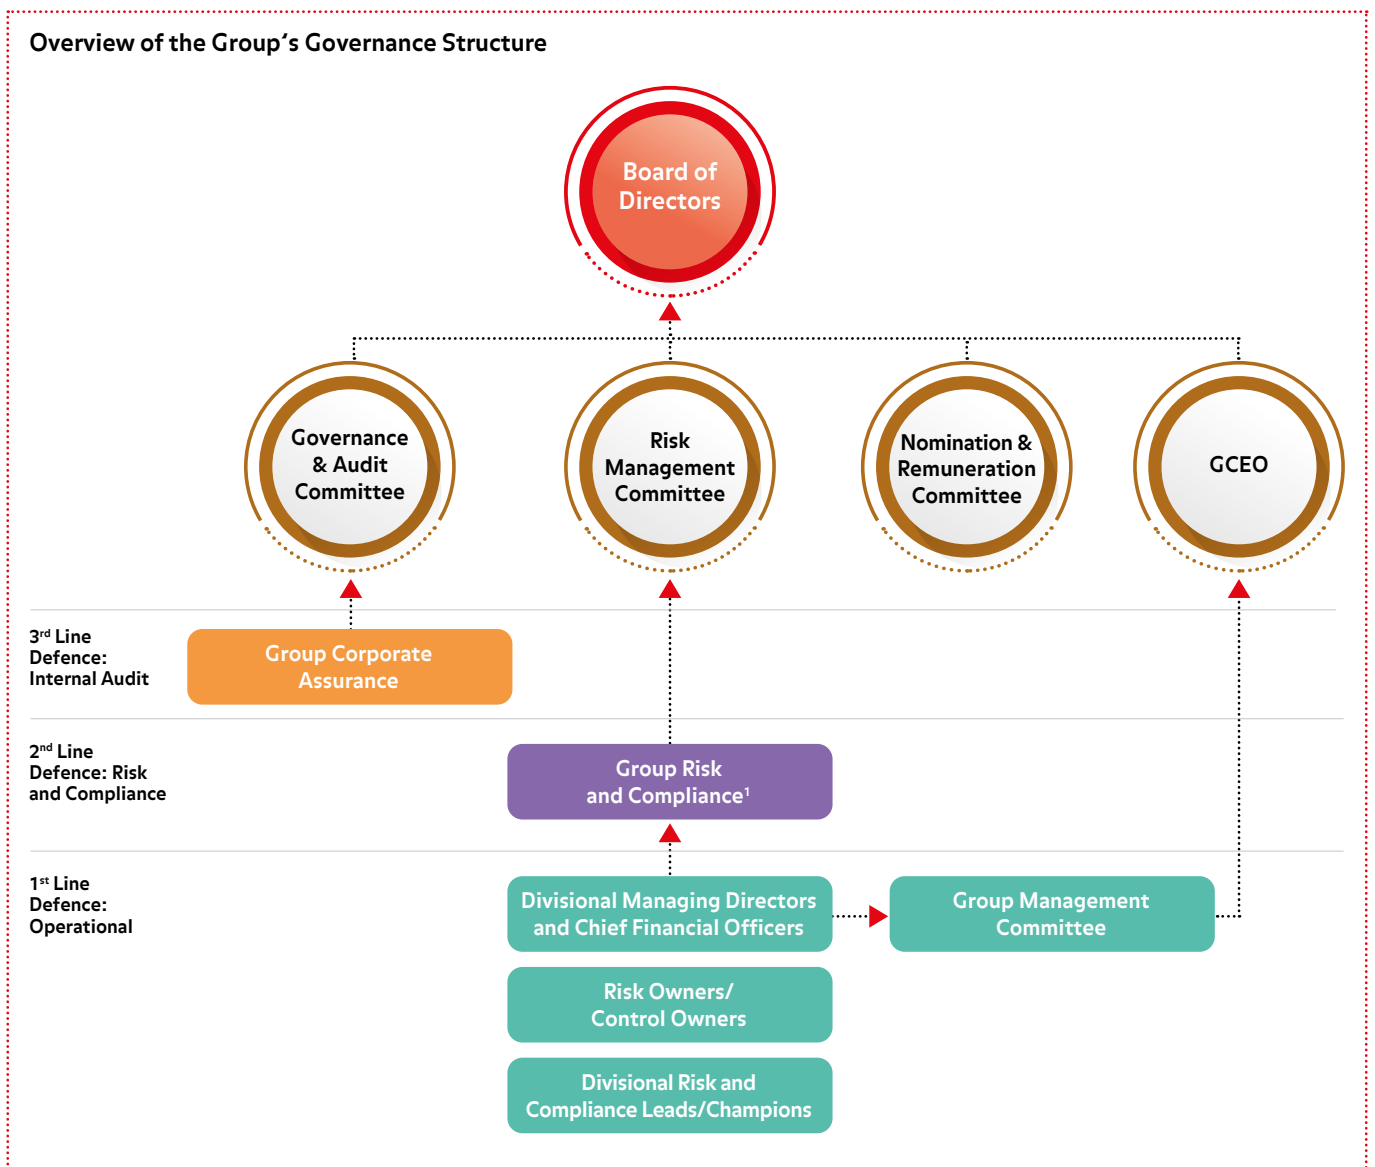 Overview of the Group‘s Governance Structure
Board of
Directors
Governance
& Audit
Committee
Risk
Management
Committee
Nomination &
Remuneration
Committee
GCEO
3rd Line
Defence:
Internal Audit
Group Corporate
Assurance
2nd Line
Defence: Risk
and Compliance
Group Risk
and Compliance1
1st Line
Defence:
Operational
Divisional Managing Directors
and Chief Financial Officers
Group Management
Committee
Risk Owners/
Control Owners
Divisional Risk and
Compliance Leads/Champions